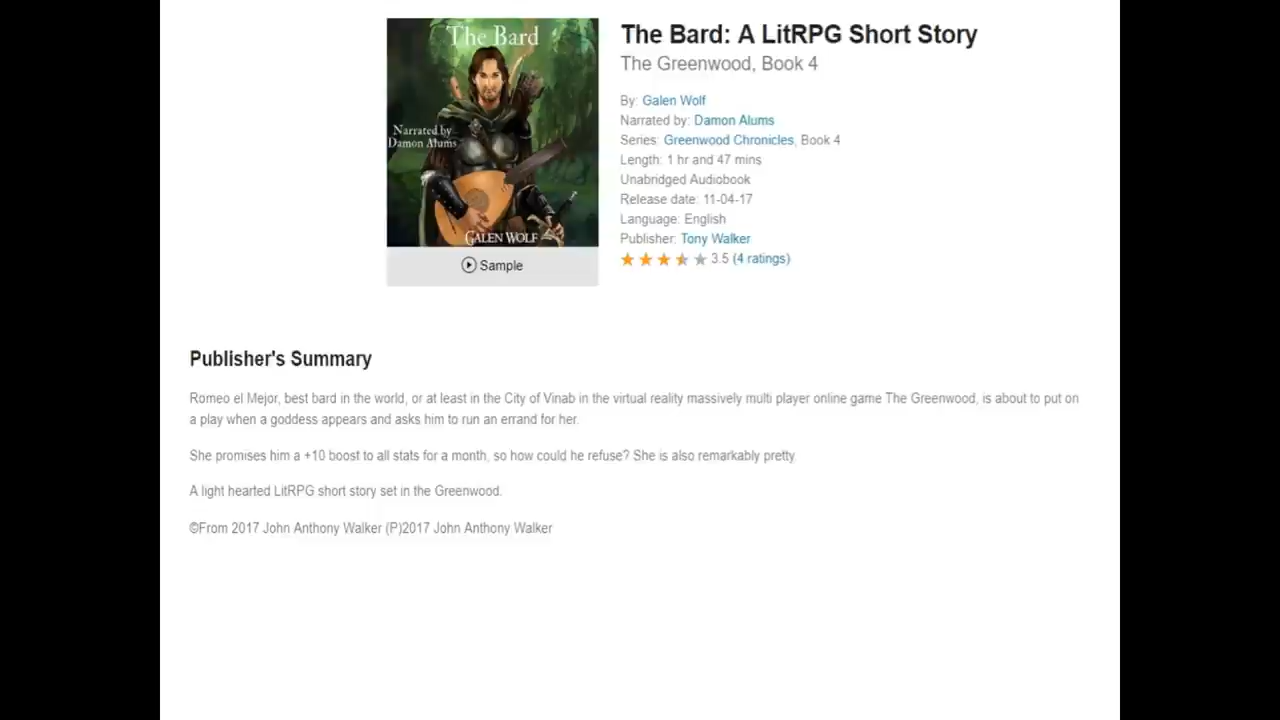 The Bard
Narrated by
Damon Alums
GALEN WOLF
Sample
The Bard: A LitRPG Short Story
The Greenwood, Book 4
By: Galen Wolf
Narrated by: Damon Alums
Series: Greenwood Chronicles, Book 4
Length: 1 hr and 47 mins
Unabridged Audiobook
Release date: 11-04-17
Language: English
Publisher: Tony Walker
3.5 (4 ratings)
Publisher's Summary
Romeo el Mejor, best bard in the world, or at least in the City of Vinab in the virtual reality massively multi player online game The Greenwood, is about to put on
a play when a goddess appears and asks him to run an errand for her.
She promises him a +10 boost to all stats for a month, so how could he refuse? She is also remarkably pretty
A light hearted LitRPG short story set in the Greenwood.
©From 2017 John Anthony Walker (P)2017 John Anthony Walker